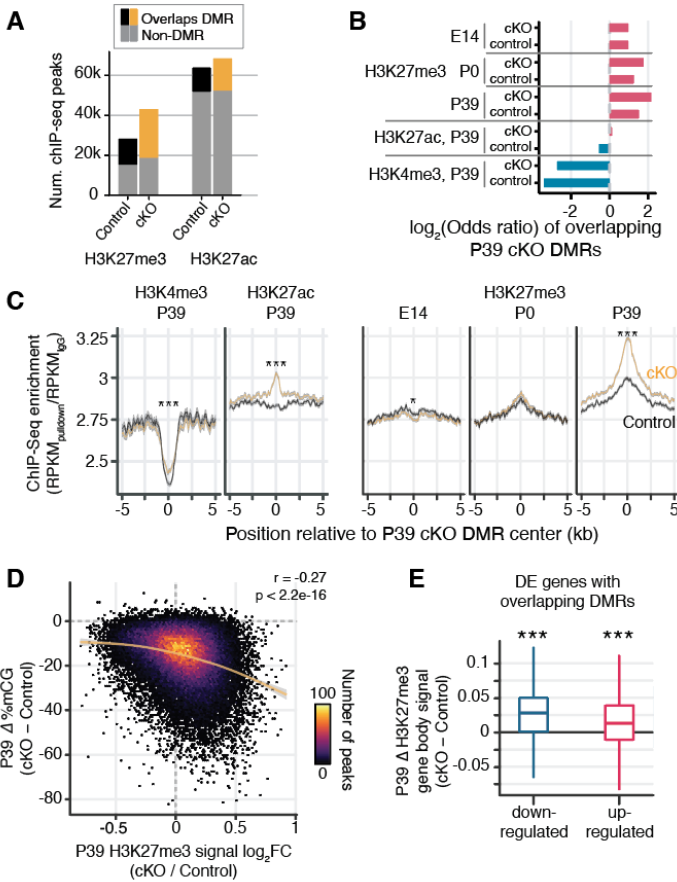 A
Overlaps DMR
Non-DMR
Num. chIP-seq peaks
60k
40k
20k
0
Control
cKO
Control
cKO
H3K27me3
H3K27ac
B
E14
cKO
control
H3K27me3 P0
cKO
control
P39
cKO
control
H3K27ac, P39
cKO
control
H3K4me3, P39
cKO
control
-2
0
2
log2(Odds ratio) of overlapping
P39 cKO DMRs
C
H3K4me3
P39
H3K27ac
P39
H3K27me3
E14
P0
P39
ChIP-Seq enrichment
(RPKMpulldown/RPKMIgG)
3.25
3
2.75
2.5
***
***
*
***
cKO
Control
-5 0 5
-5 0 5
-5 0 5
-5 0 5
-5 0 5
Position relative to P39 cKO DMR center (kb)
D
r = -0.27
p < 2.2e-16
P39 Δ %mCG
(cKO – Control)
0
-20
-40
-60
-80
-0.5
0
0.5
1
P39 H3K27me3 signal log2FC
(cKO / Control)
100
0
Number of peaks
E
DE genes with
overlapping DMRs
***
***
P39 Δ H3K27me3
gene body signal
(cKO – Control)
0.1
0.05
0
-0.05
down-
regulated
up-
regulated